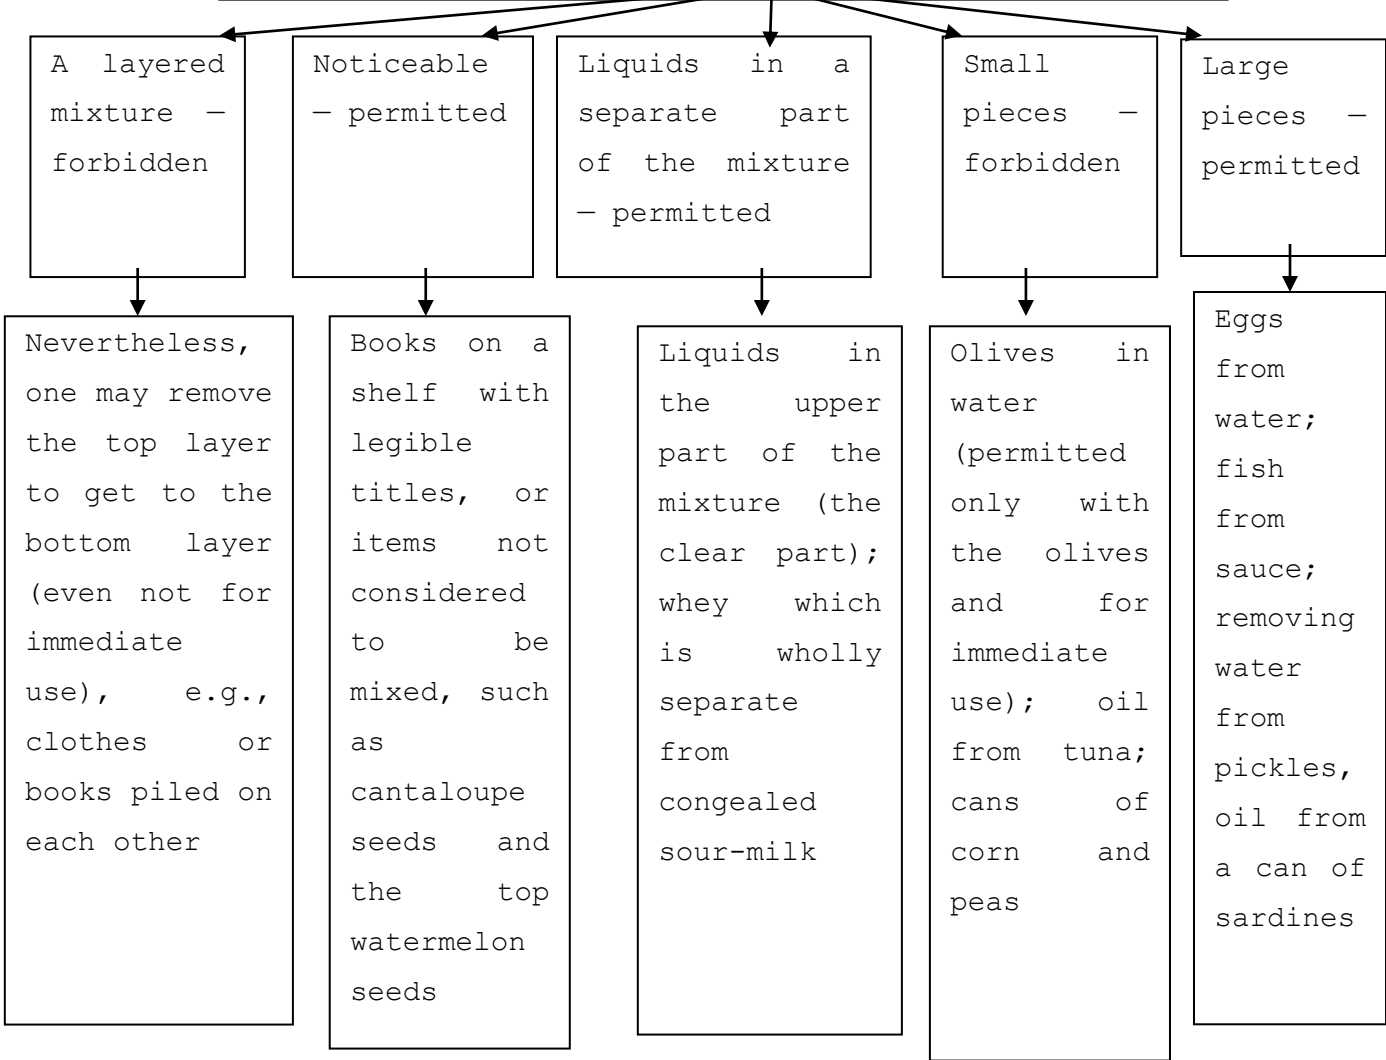 A layered
mixture —
forbidden
Noticeable
— permitted
Liquids in a
separate part
of the mixture
— permitted
Small
pieces —
forbidden
Large
pieces —
permitted
Nevertheless,
one may remove
the top layer
to get to the
bottom layer
(even not for
immediate
use), e.g.,
clothes or
books piled on
each other
Books on a
shelf with
legible
titles, or
items not
considered
to be
mixed, such
as
cantaloupe
seeds and
the top
watermelon
seeds
Liquids in
the upper
part of the
mixture (the
clear part);
whey which
is wholly
separate
from
congealed
sour-milk
Olives in
water
(permitted
only with
the olives
and for
immediate
use); oil
from tuna;
cans of
corn and
peas
Eggs
from
water;
fish
from
sauce;
removing
water
from
pickles,
oil from
a can of
sardines